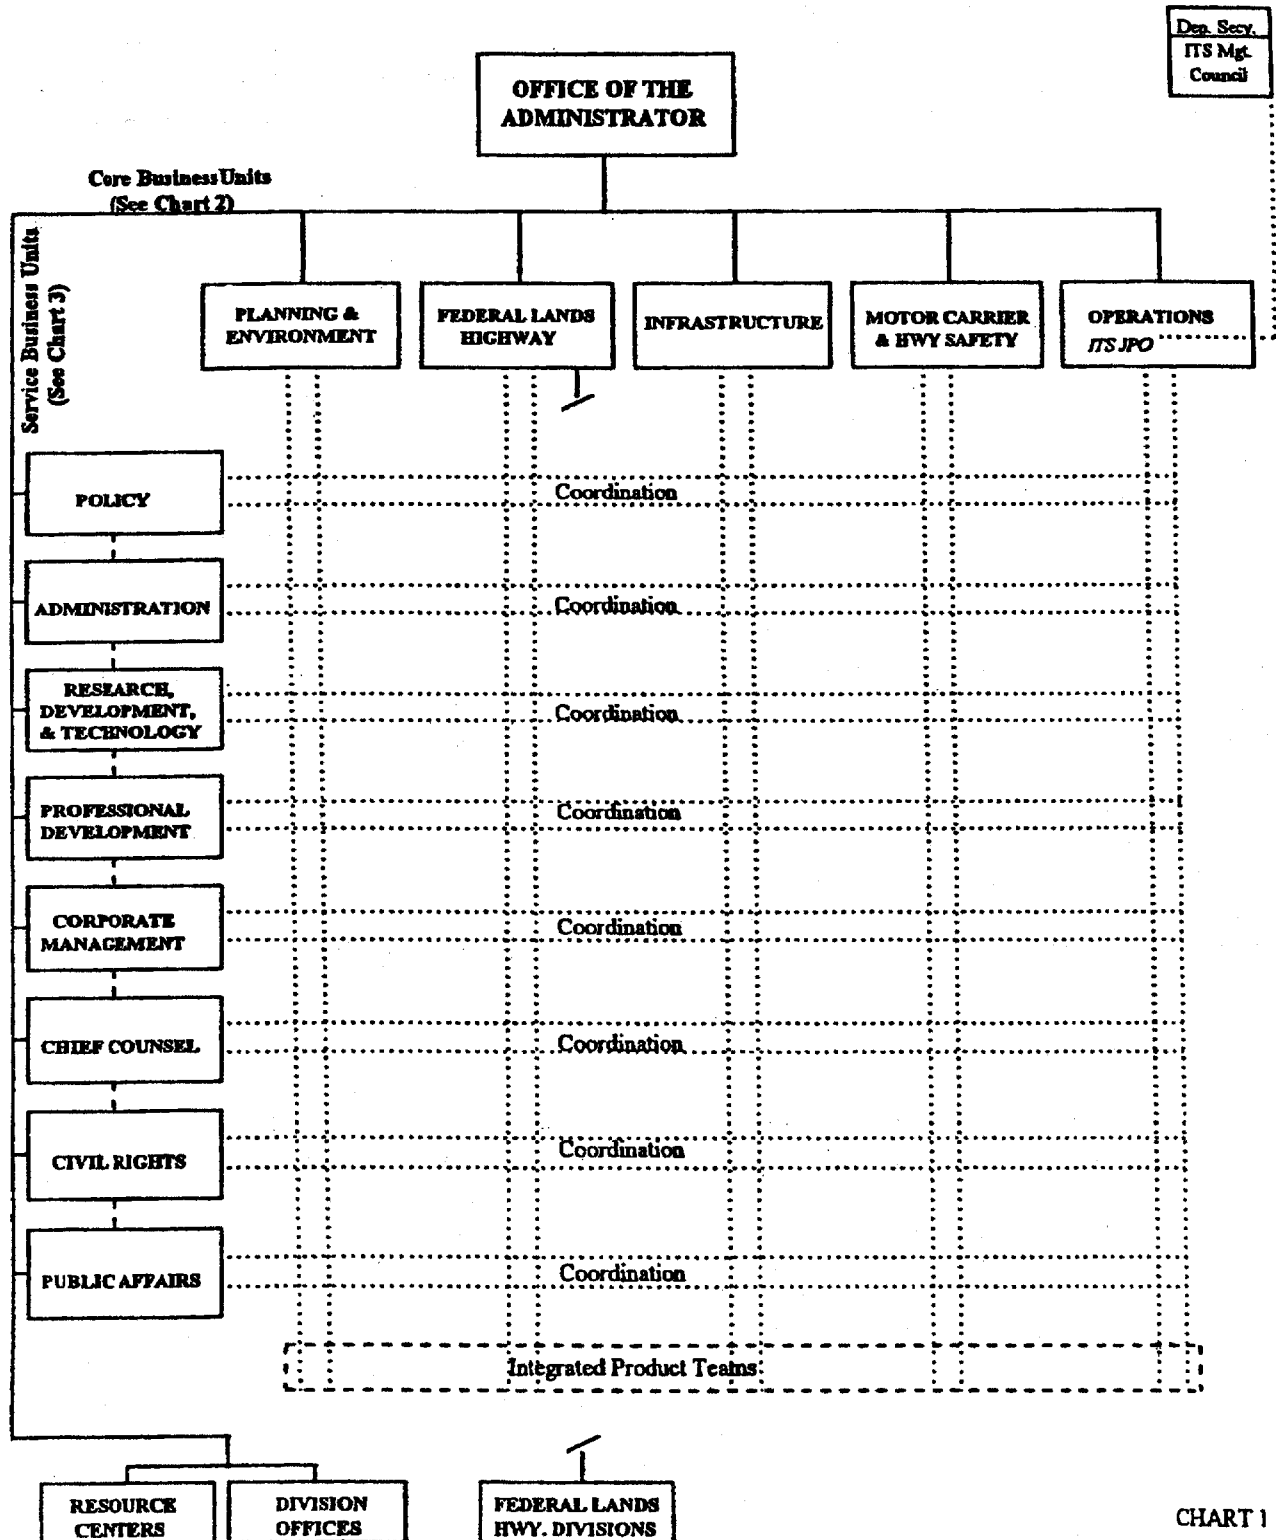 Dep. Secy.
ITS Mgt.
Council
OFFICE OF THE
ADMINISTRATOR
Core Business Units
(See Chart 2)
Service Business Units
(See Chart 3)
PLANNING &
ENVIRONMENT
FEDERAL LANDS
HIGHWAY
INFRASTRUCTURE
MOTOR CARRIER
& HWY SAFETY
OPERATIONS
ITS JPO
POLICY
Coordination
ADMINISTRATION
Coordination
RESEARCH,
DEVELOPMENT,
& TECHNOLOGY
Coordination
PROFESSIONAL
DEVELOPMENT
Coordination
CORPORATE
MANAGEMENT
Coordination
CHIEF COUNSEL
Coordination
CIVIL RIGHTS
Coordination
PUBLIC AFFAIRS
Coordination
Integrated Product Teams
RESOURCE
CENTERS
DIVISION
OFFICES
FEDERAL LANDS
HWY. DIVISIONS
CHART 1